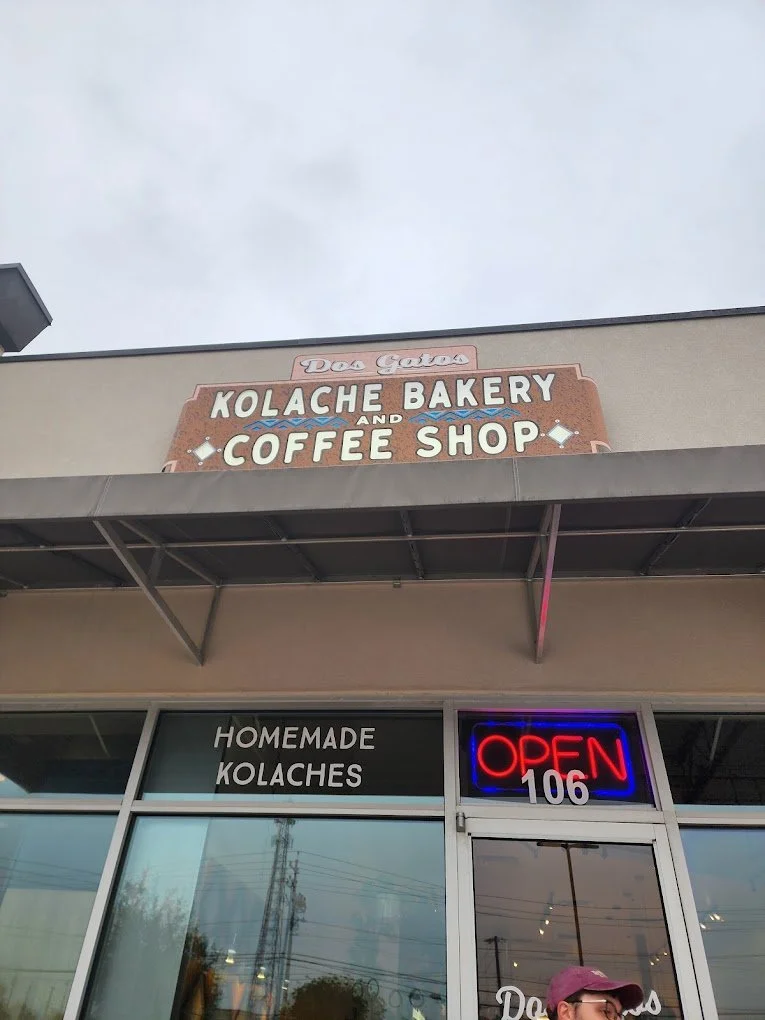 Dos Gatos
KOLACHE BAKERY
AND
COFFEE SHOP
HOMEMADE
KOLACHES
OPEN
106